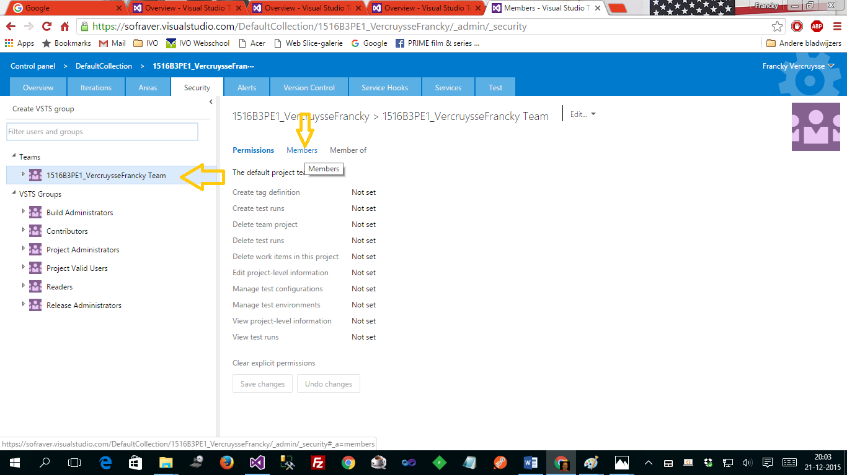 Google
Overview - Visual Studio T
Overview - Visual Studio T
Overview - Visual Studio T
Members - Visual Studio T
Francky
https://sofraver.visualstudio.com/DefaultCollection/1516B3PE1_VercruysseFrancky/_admin/_security
ABP
Apps
Bookmarks
Mail
IVO
IVO Webschool
Acer
Web Slice-galerie
Google
PRIME film & series ...
Andere bladwijzers
Control panel > DefaultCollection > 1516B3PE1_VercruysseFran...
Francky Vercruysse
Overview
Iterations
Areas
Security
Alerts
Version Control
Service Hooks
Services
Test
Create VSTS group
Filter users and groups
Teams
1516B3PE1_VercruysseFrancky Team
VSTS Groups
Build Administrators
Contributors
Project Administrators
Project Valid Users
Readers
Release Administrators
1516B3PE1_VercruysseFrancky > 1516B3PE1_VercruysseFrancky Team
Edit...
Permissions
Members
Member of
Members
The default project tea
Create tag definition Not set
Create test runs Not set
Delete team project Not set
Delete test runs Not set
Delete work items in this project Not set
Edit project-level information Not set
Manage test configurations Not set
Manage test environments Not set
View project-level information Not set
View test runs Not set
Clear explicit permissions
Save changes
Undo changes
https://sofraver.visualstudio.com/DefaultCollection/1516B3PE1_VercruysseFrancky/_admin/_security#_a=members
20:03
21-12-2015